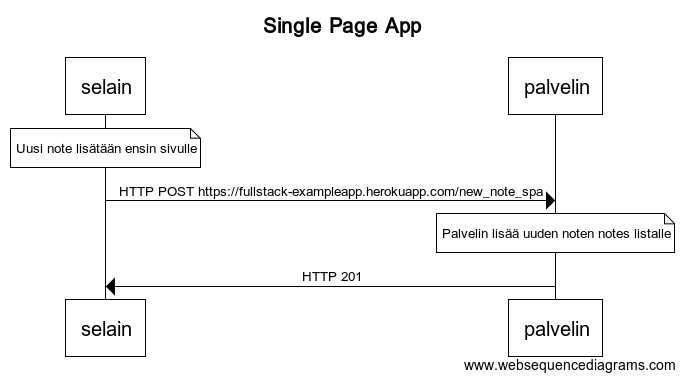 Single Page App
selain
palvelin
Uusi note lisätään ensin sivulle
HTTP POST https://fullstack-exampleapp.herokuapp.com/new_note_spa
Palvelin lisää uuden noten notes listalle
HTTP 201
selain
palvelin
www.websequencediagrams.com